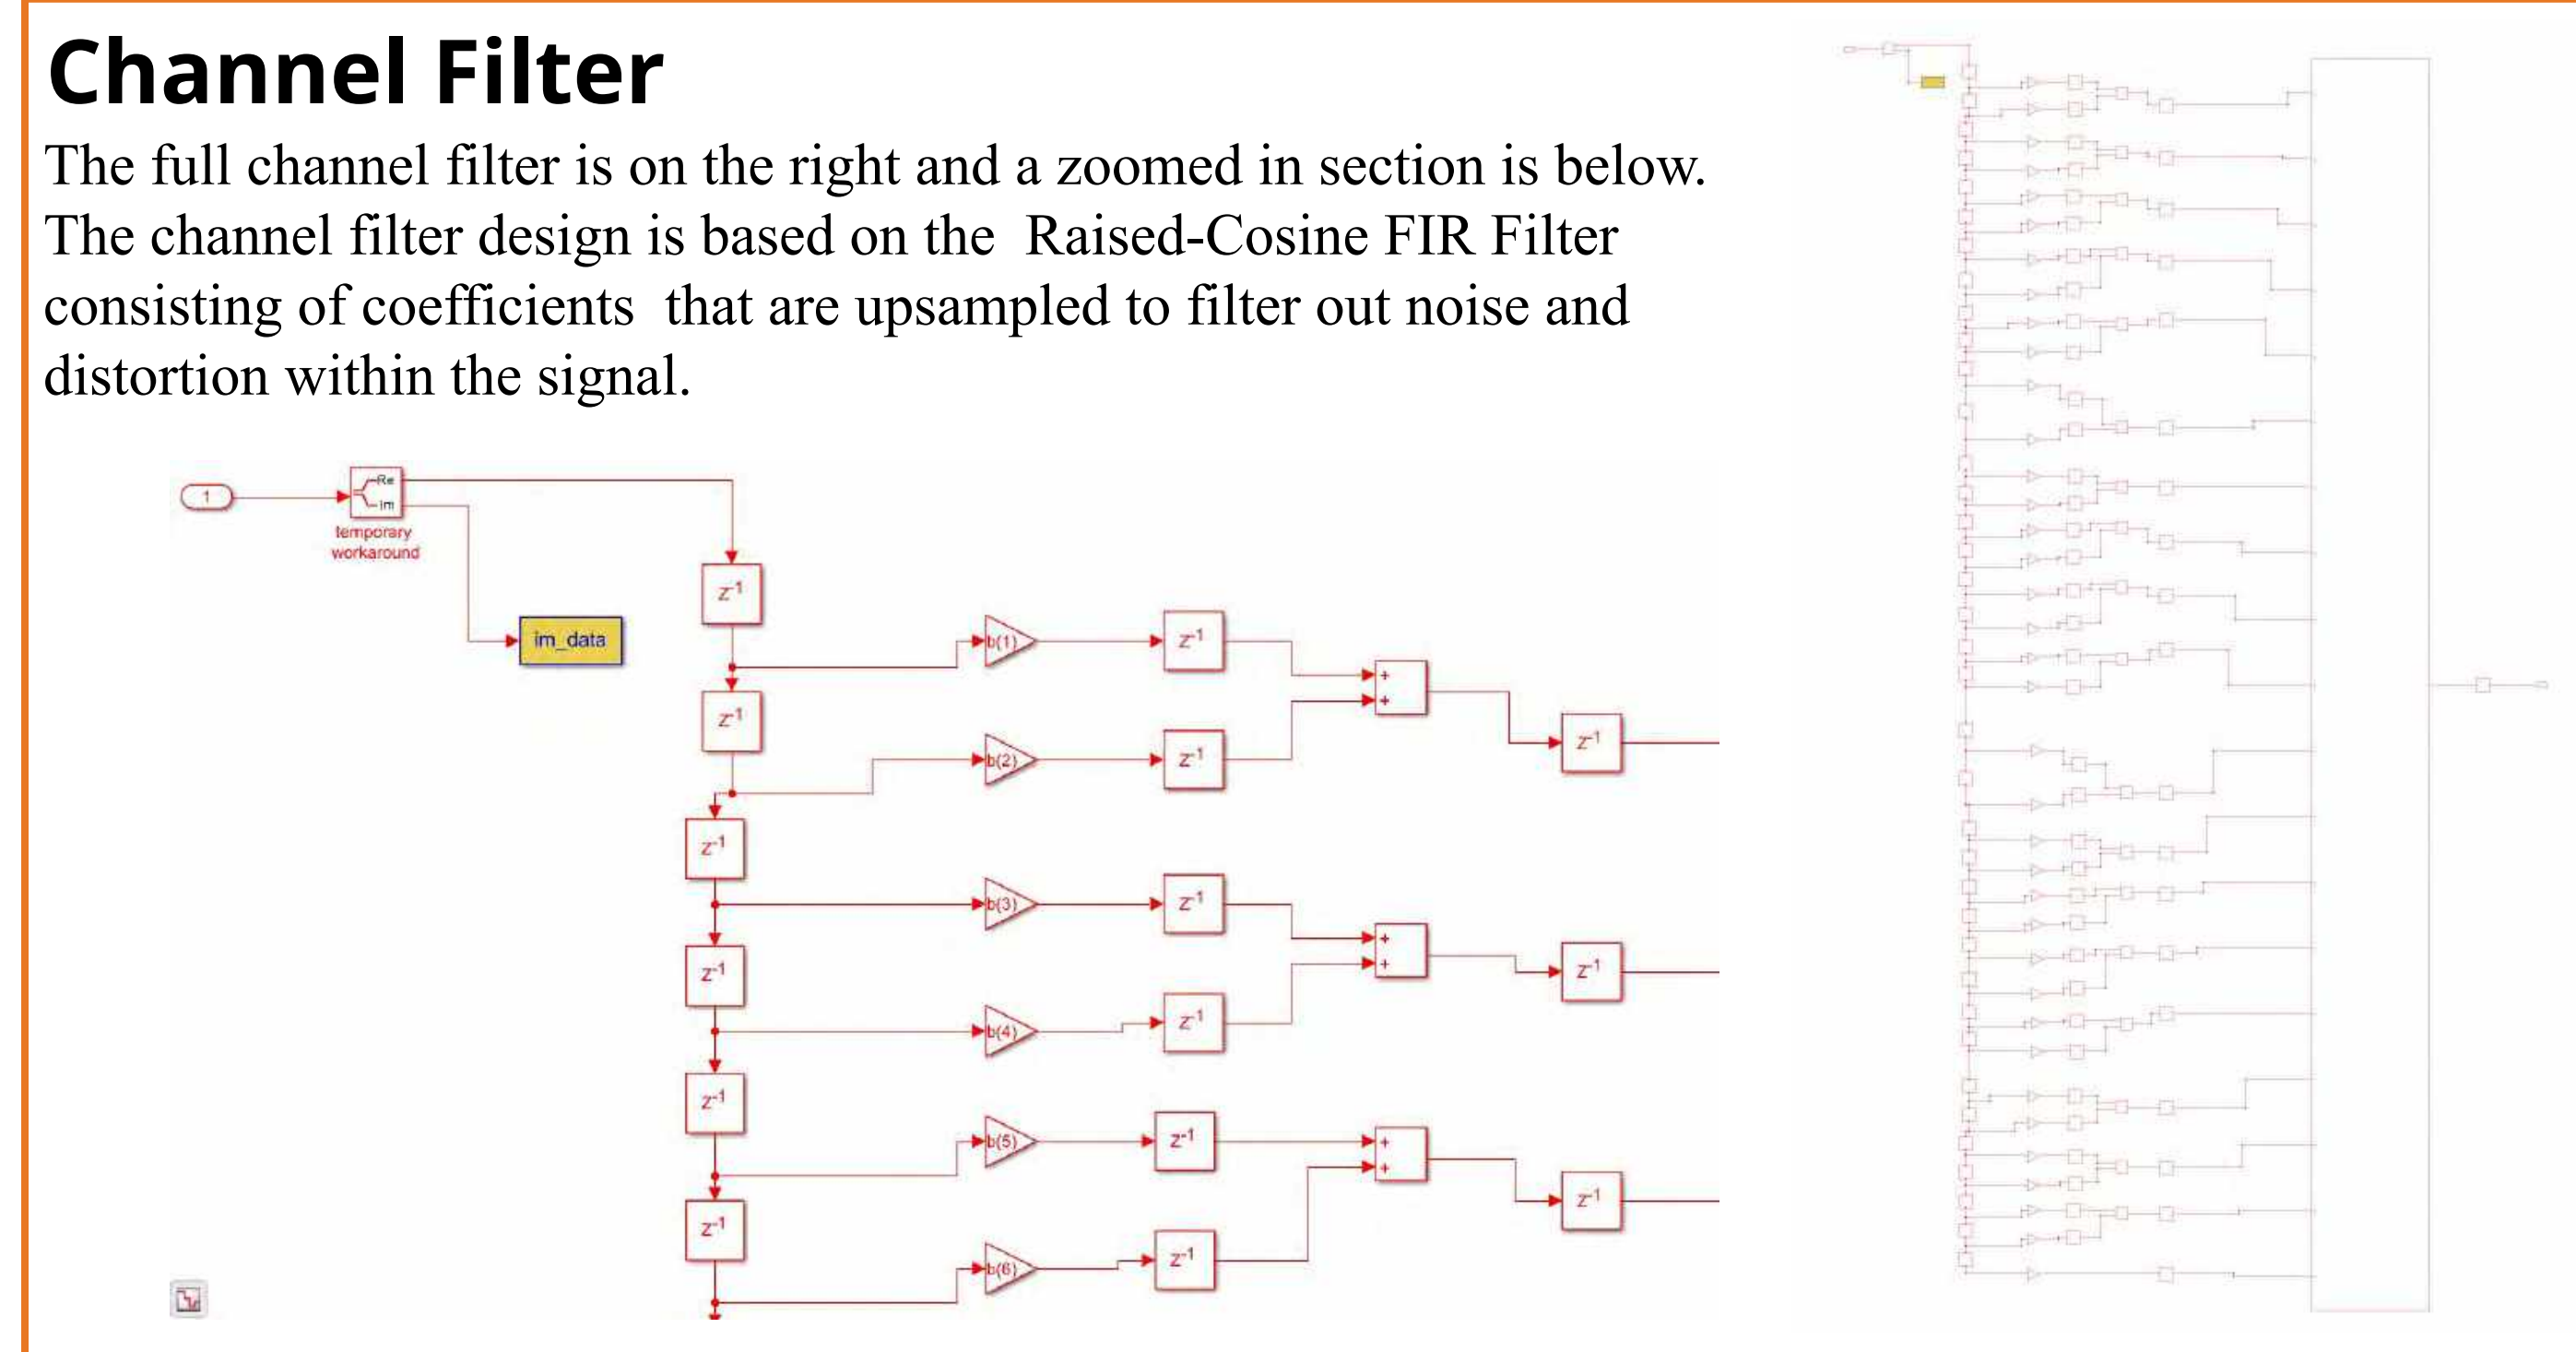 Channel Filter
The full channel filter is on the right and a zoomed in section is below.
The channel filter design is based on the  Raised-Cosine FIR Filter
consisting of coefficients  that are upsampled to filter out noise and
distortion within the signal.
1
Re
Im
temporary
workaround
im_data
z-1
b(1)
z-1
+
+
z-1
z-1
b(2)
z-1
z-1
b(3)
z-1
+
+
z-1
z-1
b(4)
z-1
z-1
b(5)
z-1
+
+
z-1
z-1
b(6)
z-1